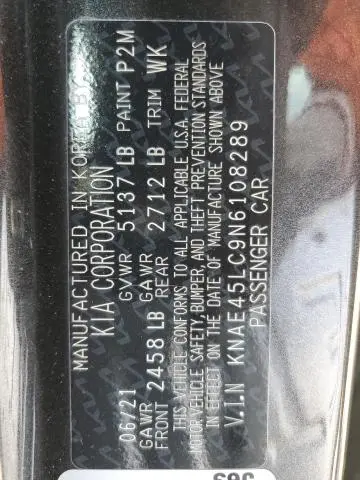 MANUFACTURED IN KOREA BY
KIA CORPORATION
06/21 GVWR 5137 LB PAINT P2M
GAWR FRONT 2458 LB GAWR REAR 2712 LB TRIM WK
THIS VEHICLE CONFORMS TO ALL APPLICABLE U.S.A. FEDERAL
MOTOR VEHICLE SAFETY, BUMPER, AND THEFT PREVENTION STANDARDS
IN EFFECT ON THE DATE OF MANUFACTURE SHOWN ABOVE
V.I.N KNAE45LC9N6108289
PASSENGER CAR